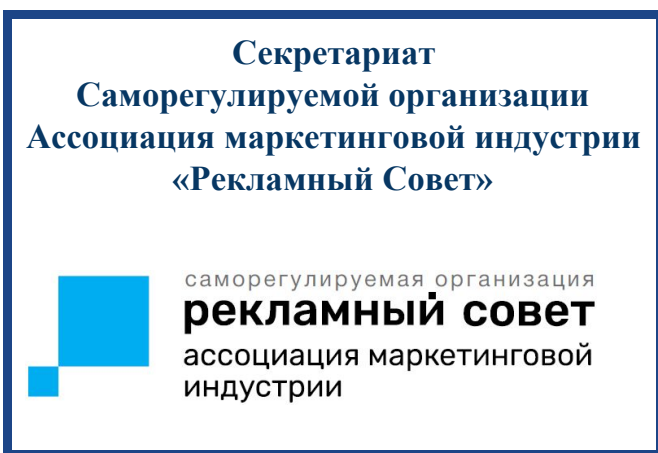 Секретариат
Саморегулируемой организации
Ассоциация маркетинговой индустрии
«Рекламный Совет»
саморегулируемая организация
рекламный совет
ассоциация маркетинговой
индустрии